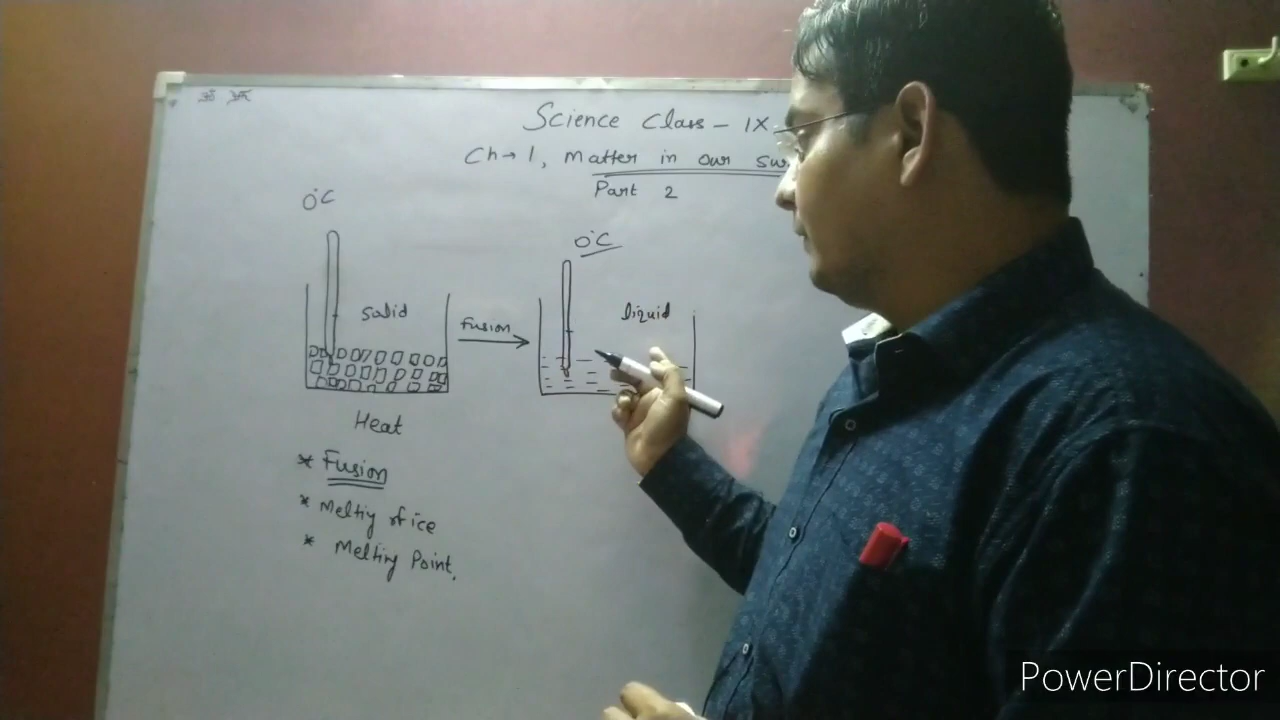 Science Class - IX
Ch→1, Matter in our
Part 2
0°C
0°C
Solid
Fusion
liquid
Heat
* Fusion
* Melting of ice
* Melting Point.
PowerDirector